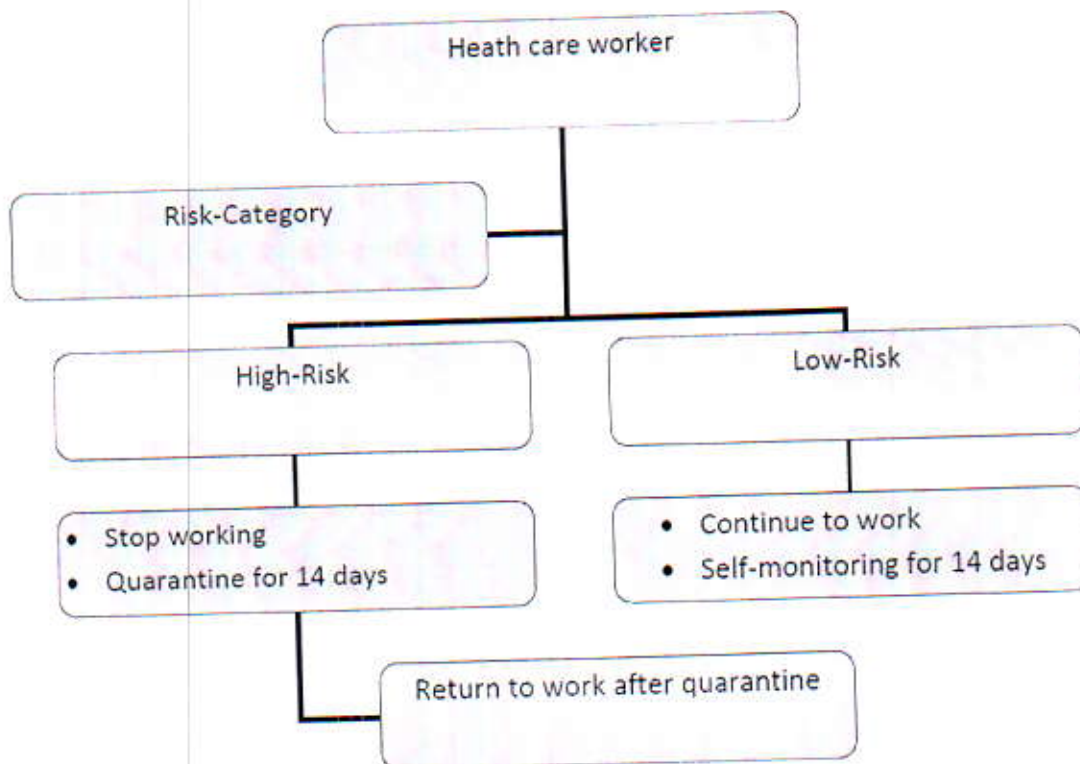 Heath care worker
Risk-Category
High-Risk
Low-Risk
• Stop working
• Quarantine for 14 days
• Continue to work
• Self-monitoring for 14 days
Return to work after quarantine